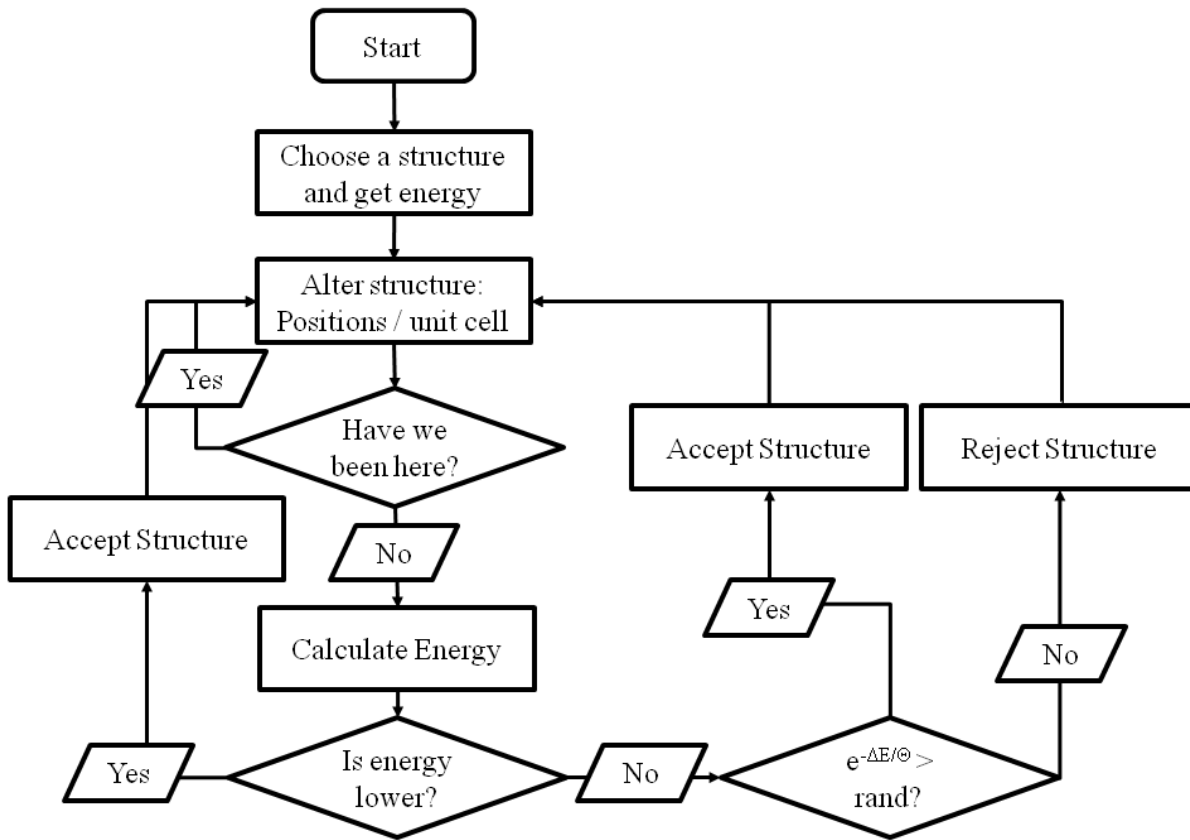 Start
Choose a structure
and get energy
Alter structure:
Positions / unit cell
Yes
Have we
been here?
Accept Structure
Reject Structure
Accept Structure
No
Yes
Calculate Energy
No
Yes
Is energy
lower?
No
e^-ΔE/Θ >
rand?